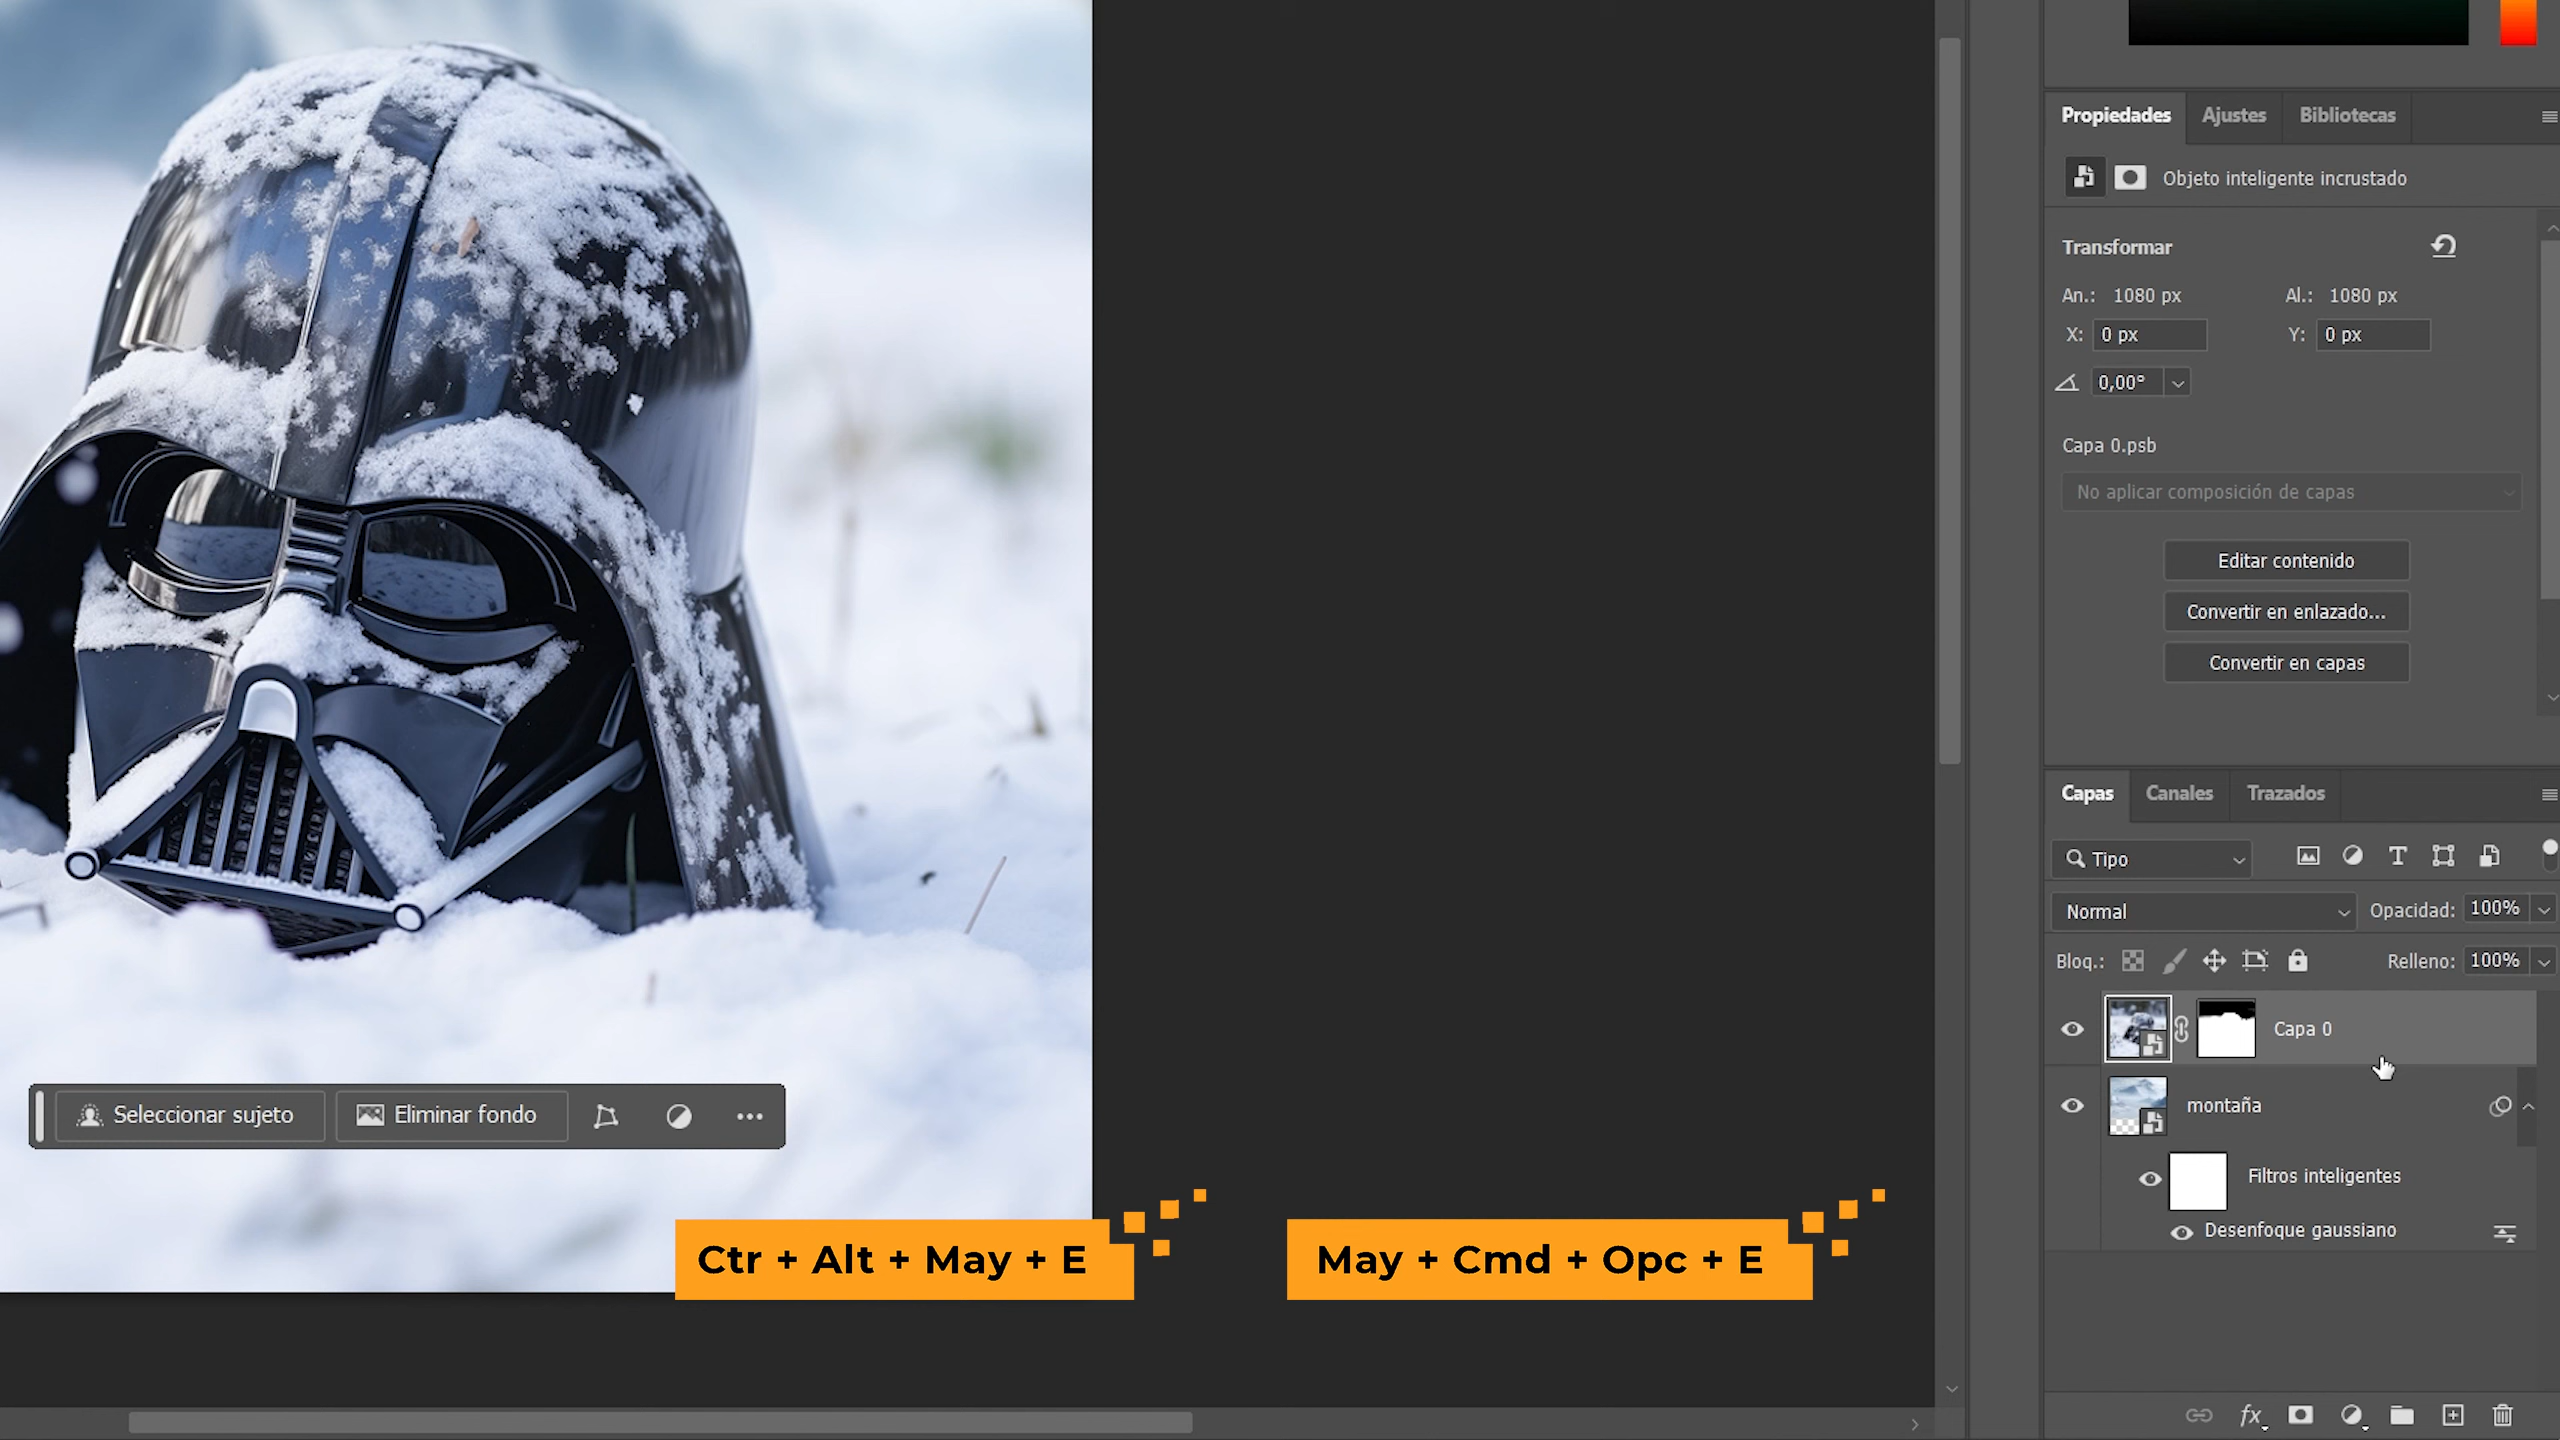 Propiedades Ajustes Bibliotecas
Objeto inteligente incrustado
Transformar
An.: 1080 px Al.: 1080 px
X: 0 px Y: 0 px
0,00°
Capa 0.psb
No aplicar composición de capas
Editar contenido
Convertir en enlazado...
Convertir en capas
Capas Canales Trazados
Tipo
Normal Opacidad: 100%
Bloq.: Relleno: 100%
Capa 0
montaña
Filtros inteligentes
Desenfoque gaussiano
Seleccionar sujeto Eliminar fondo
Ctr + Alt + May + E May + Cmd + Opc + E
fx